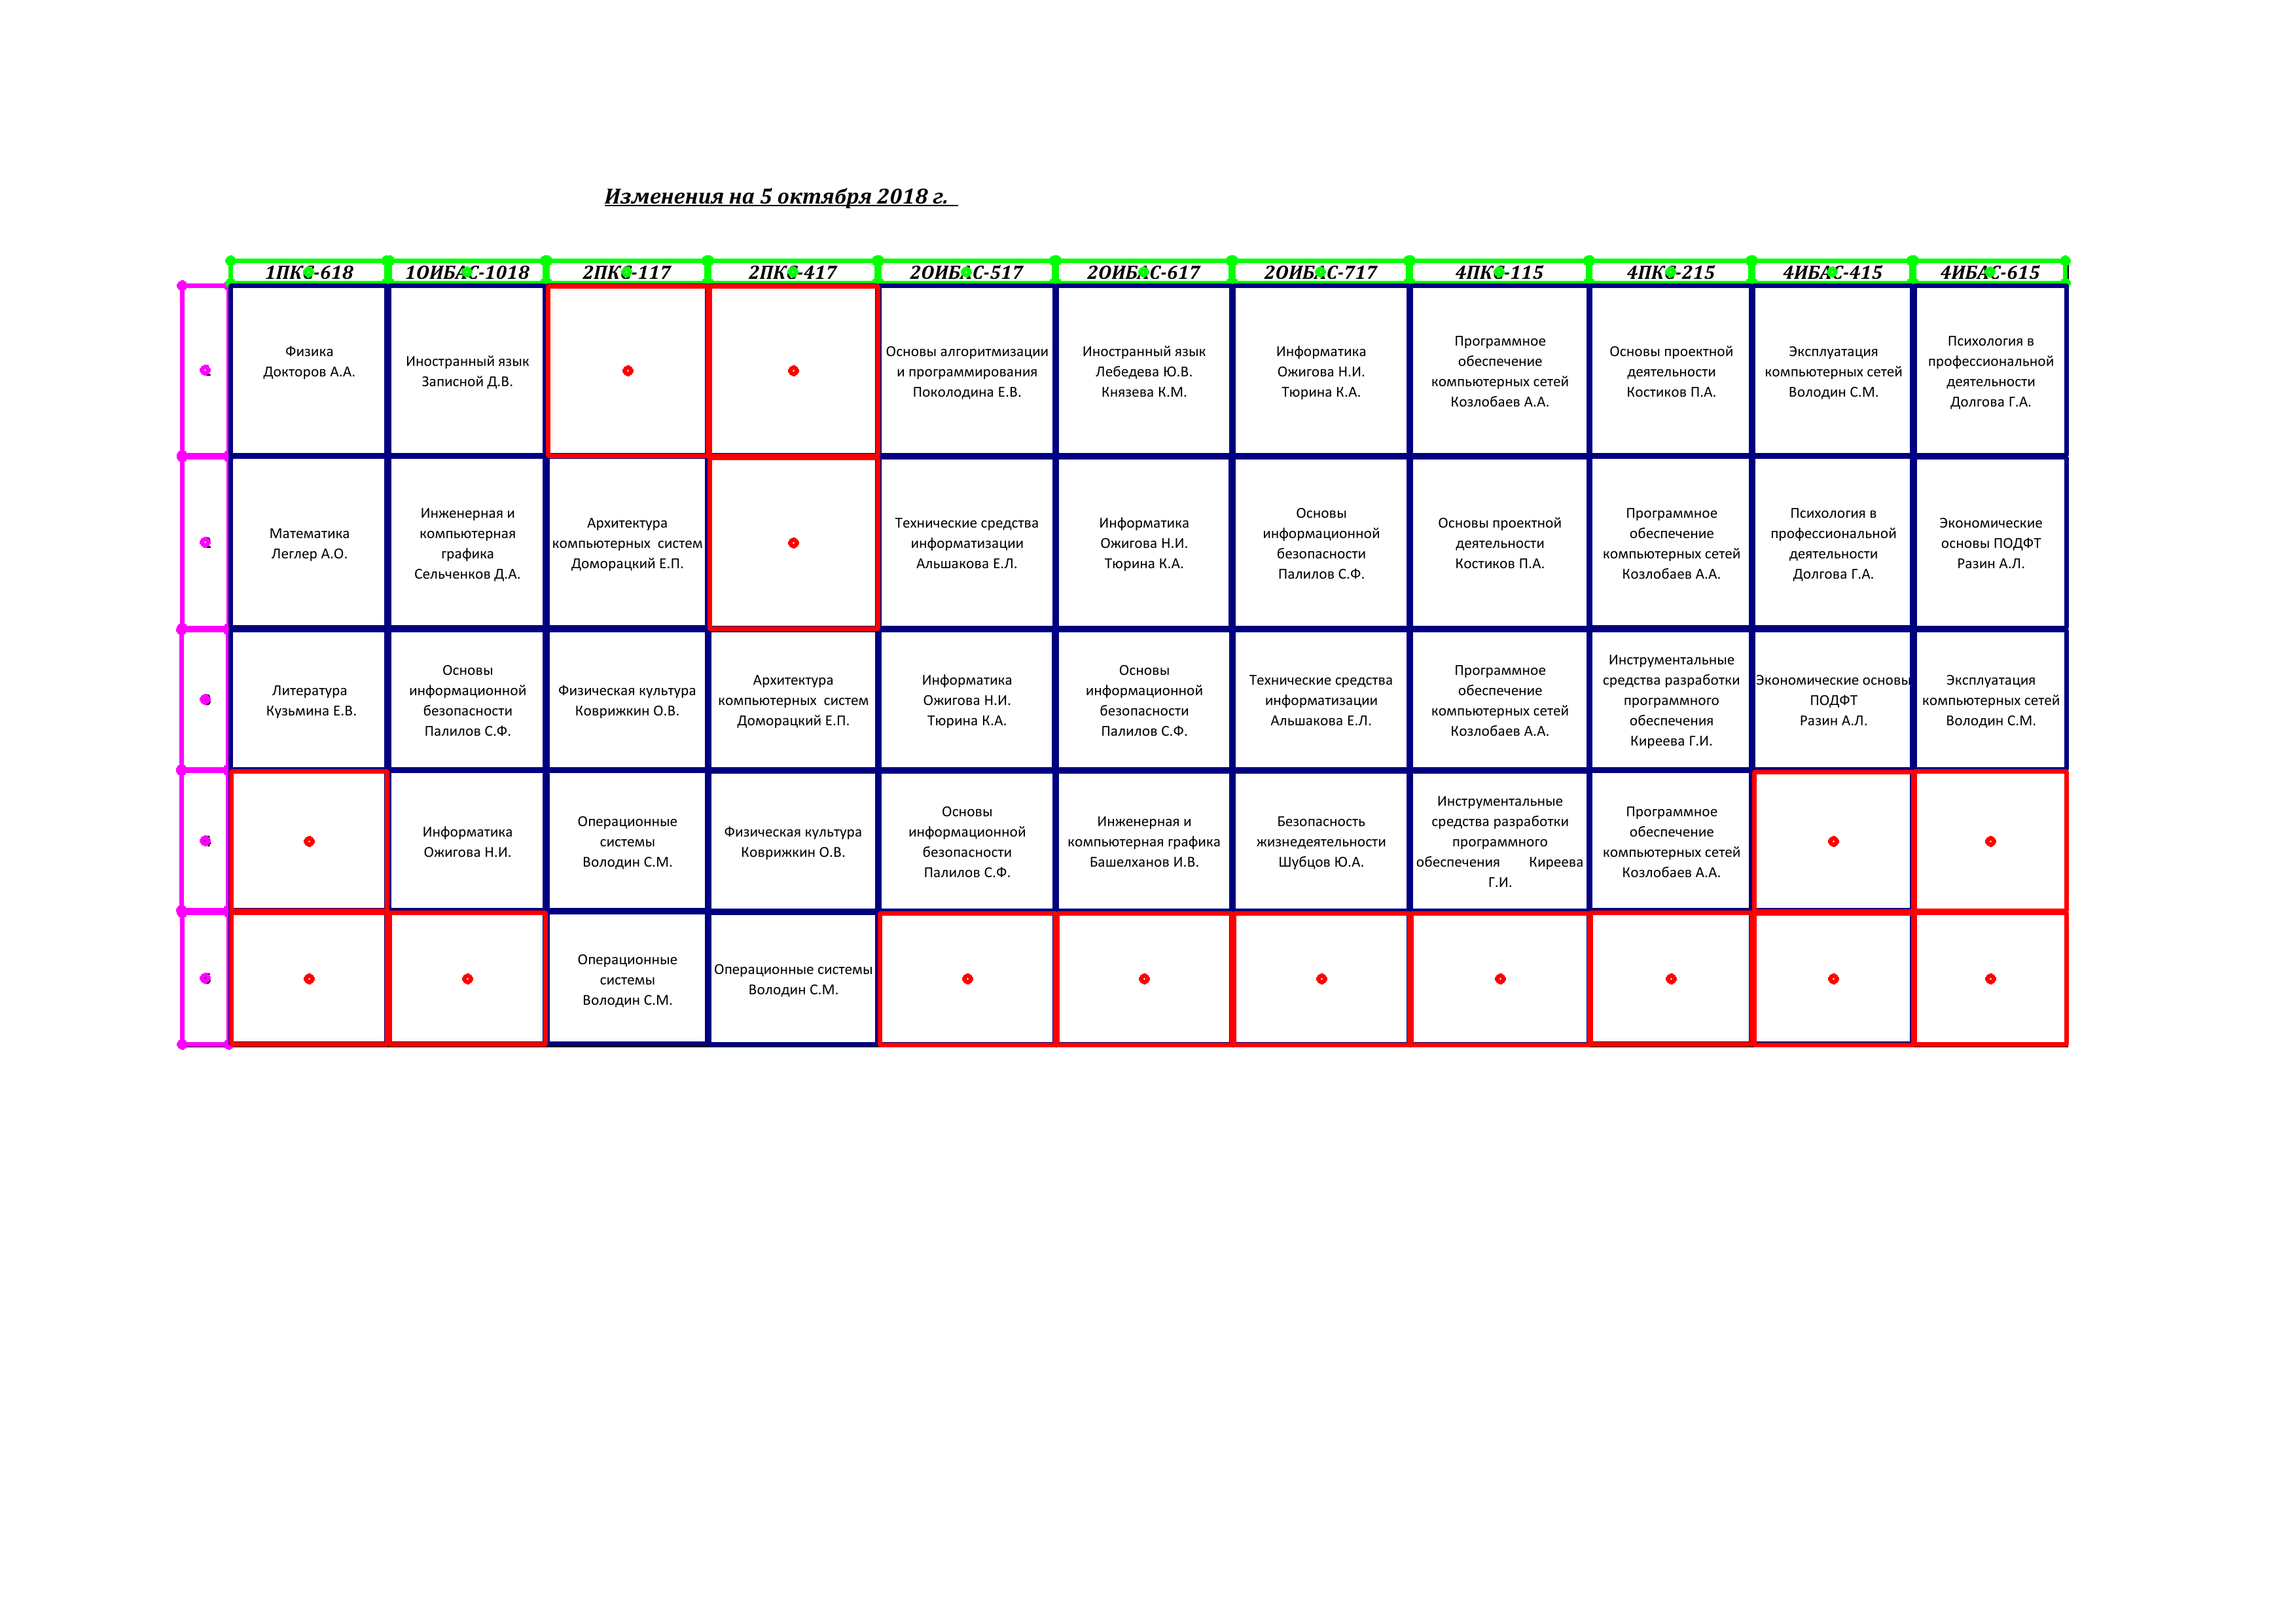 Изменения на 5 октября 2018 г.
1ПКС-618 1ОИБАС-1018 2ПКС-117 2ПКС-417 2ОИБАС-517 2ОИБАС-617 2ОИБАС-717 4ПКС-115 4ПКС-215 4ИБАС-415 4ИБАС-615
Физика
Докторов А.А.
Иностранный язык
Записной Д.В.
Основы алгоритмизации
и программирования
Поколодина Е.В.
Иностранный язык
Лебедева Ю.В.
Князева К.М.
Информатика
Ожигова Н.И.
Тюрина К.А.
Программное
обеспечение
компьютерных сетей
Козлобаев А.А.
Основы проектной
деятельности
Костиков П.А.
Эксплуатация
компьютерных сетей
Володин С.М.
Психология в
профессиональной
деятельности
Долгова Г.А.
Математика
Леглер А.О.
Инженерная и
компьютерная
графика
Сельченков Д.А.
Архитектура
компьютерных систем
Доморацкий Е.П.
Технические средства
информатизации
Альшакова Е.Л.
Информатика
Ожигова Н.И.
Тюрина К.А.
Основы
информационной
безопасности
Палилов С.Ф.
Основы проектной
деятельности
Костиков П.А.
Программное
обеспечение
компьютерных сетей
Козлобаев А.А.
Психология в
профессиональной
деятельности
Долгова Г.А.
Экономические
основы ПОДФТ
Разин А.Л.
Литература
Кузьмина Е.В.
Основы
информационной
безопасности
Палилов С.Ф.
Физическая культура
Коврижкин О.В.
Архитектура
компьютерных систем
Доморацкий Е.П.
Информатика
Ожигова Н.И.
Тюрина К.А.
Основы
информационной
безопасности
Палилов С.Ф.
Технические средства
информатизации
Альшакова Е.Л.
Программное
обеспечение
компьютерных сетей
Козлобаев А.А.
Инструментальные
средства разработки
программного
обеспечения
Киреева Г.И.
Экономические основы
ПОДФТ
Разин А.Л.
Эксплуатация
компьютерных сетей
Володин С.М.
Информатика
Ожигова Н.И.
Операционные
системы
Володин С.М.
Физическая культура
Коврижкин О.В.
Основы
информационной
безопасности
Палилов С.Ф.
Инженерная и
компьютерная графика
Башелханов И.В.
Безопасность
жизнедеятельности
Шубцов Ю.А.
Инструментальные
средства разработки
программного
обеспечения Киреева
Г.И.
Программное
обеспечение
компьютерных сетей
Козлобаев А.А.
Операционные
системы
Володин С.М.
Операционные системы
Володин С.М.